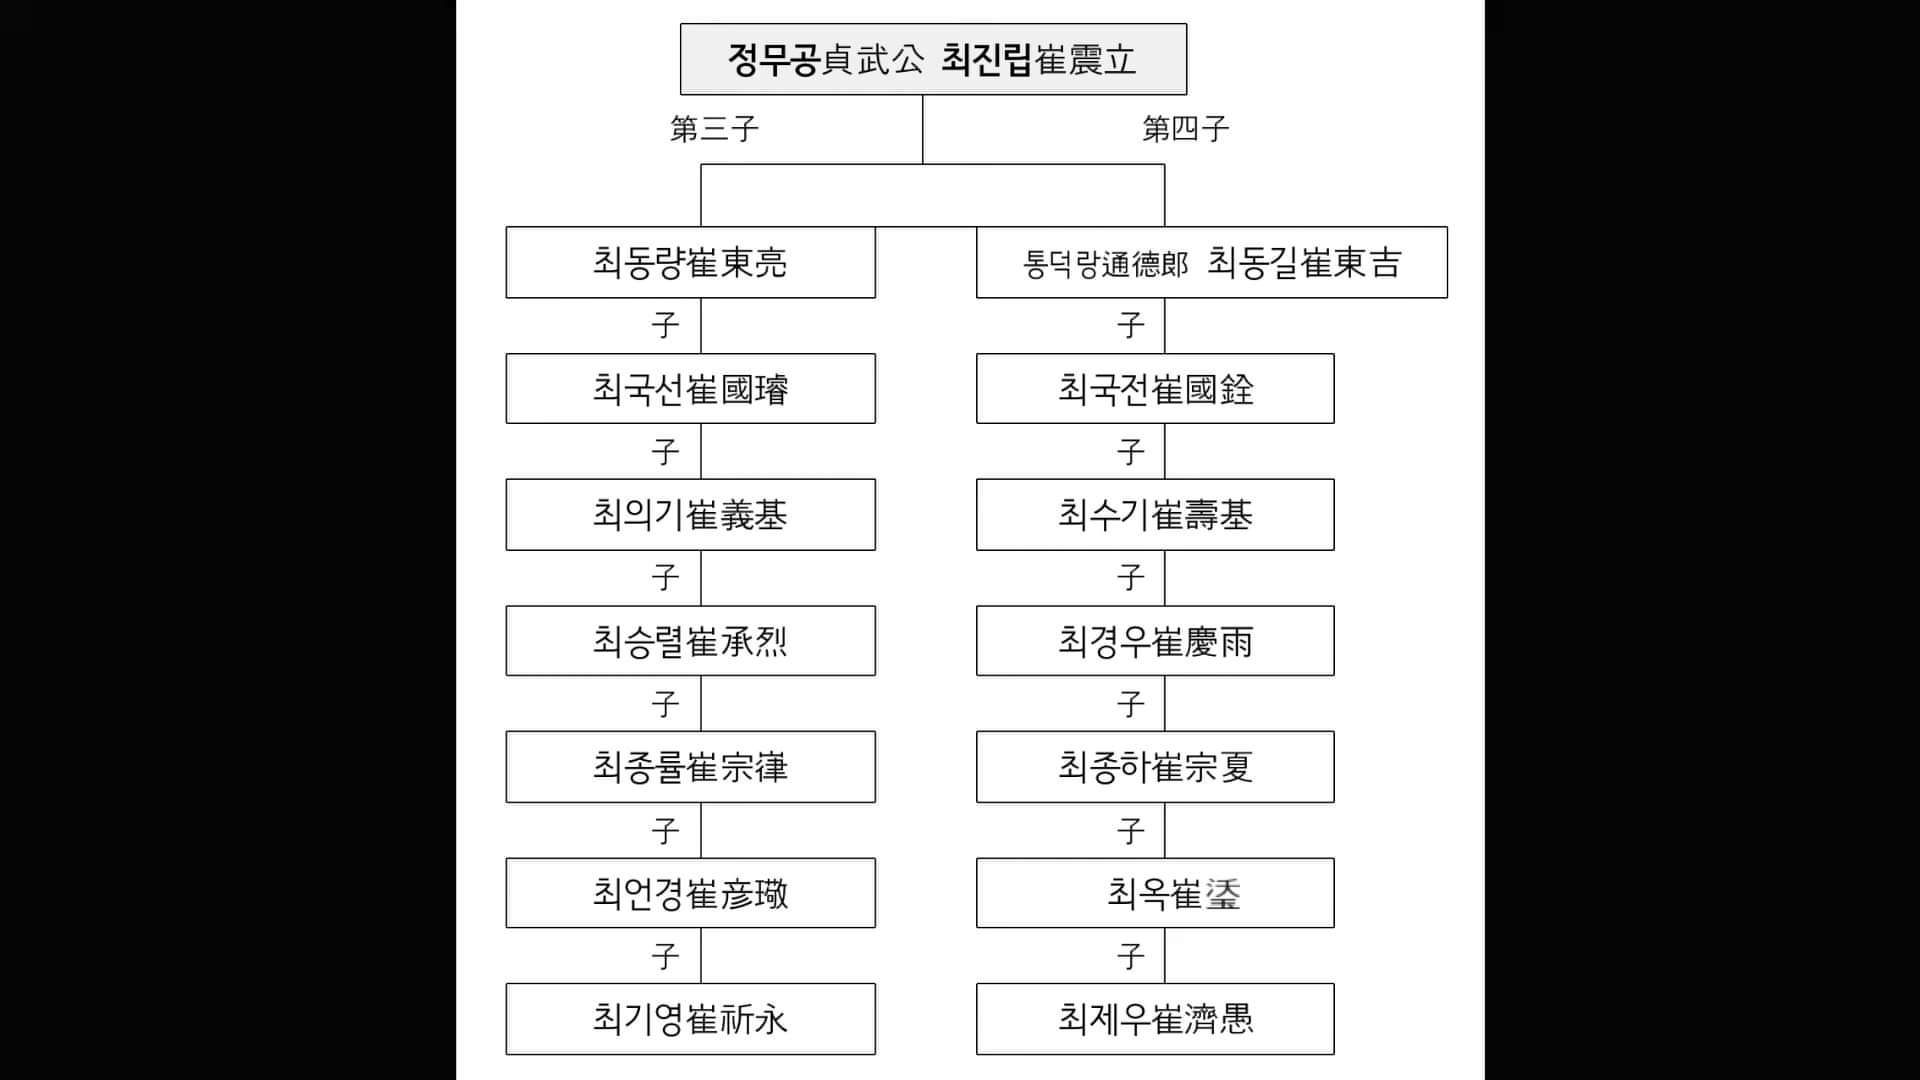 정무공貞武公 최진립崔震立
第三子 第四子
최동량崔東亮 통덕랑通德郎 최동길崔東吉
子 子
최국선崔國璿 최국전崔國銓
子 子
최의기崔義基 최수기崔壽基
子 子
최승렬崔承烈 최경우崔慶雨
子 子
최종률崔宗嵂 최종하崔宗夏
子 子
최언경崔彦璥 최옥崔
子 子
최기영崔祈永 최제우崔濟愚